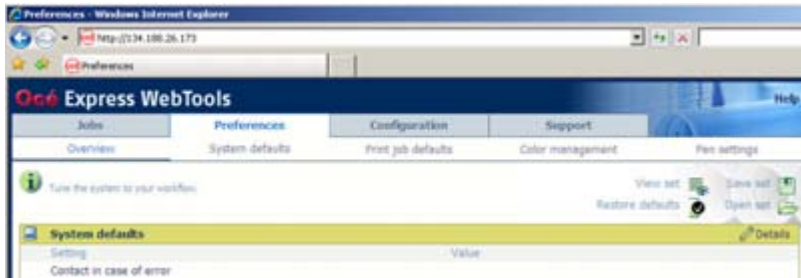 Preferences - Windows Internet Explorer
http://134.188.26.173
Preferences
Océ Express WebTools
Help
Jobs Preferences Configuration Support
Overview System defaults Print job defaults Color management Pen settings
Tune the system to your workflow.
View set Save set
Restore defaults Open set
System defaults Details
Setting Value
Contact in case of error